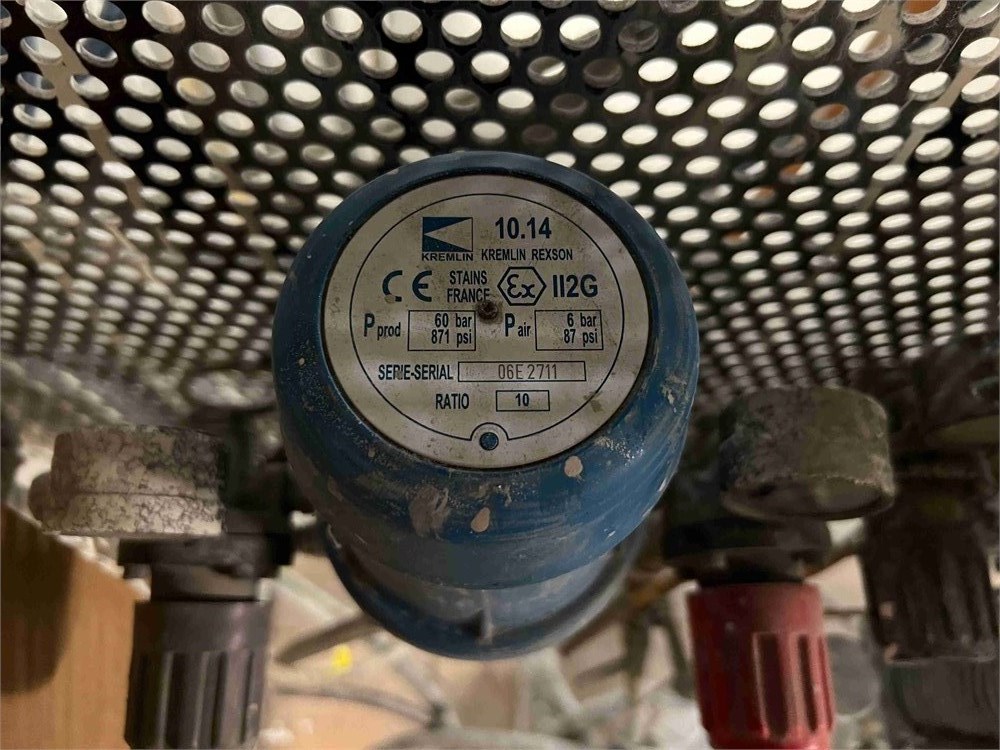 10.14
KREMLIN KREMLIN REXSON
CE STAINS FRANCE Ex II2G
P prod 60 bar 871 psi P air 6 bar 87 psi
SERIE-SERIAL 06E 2711
RATIO 10